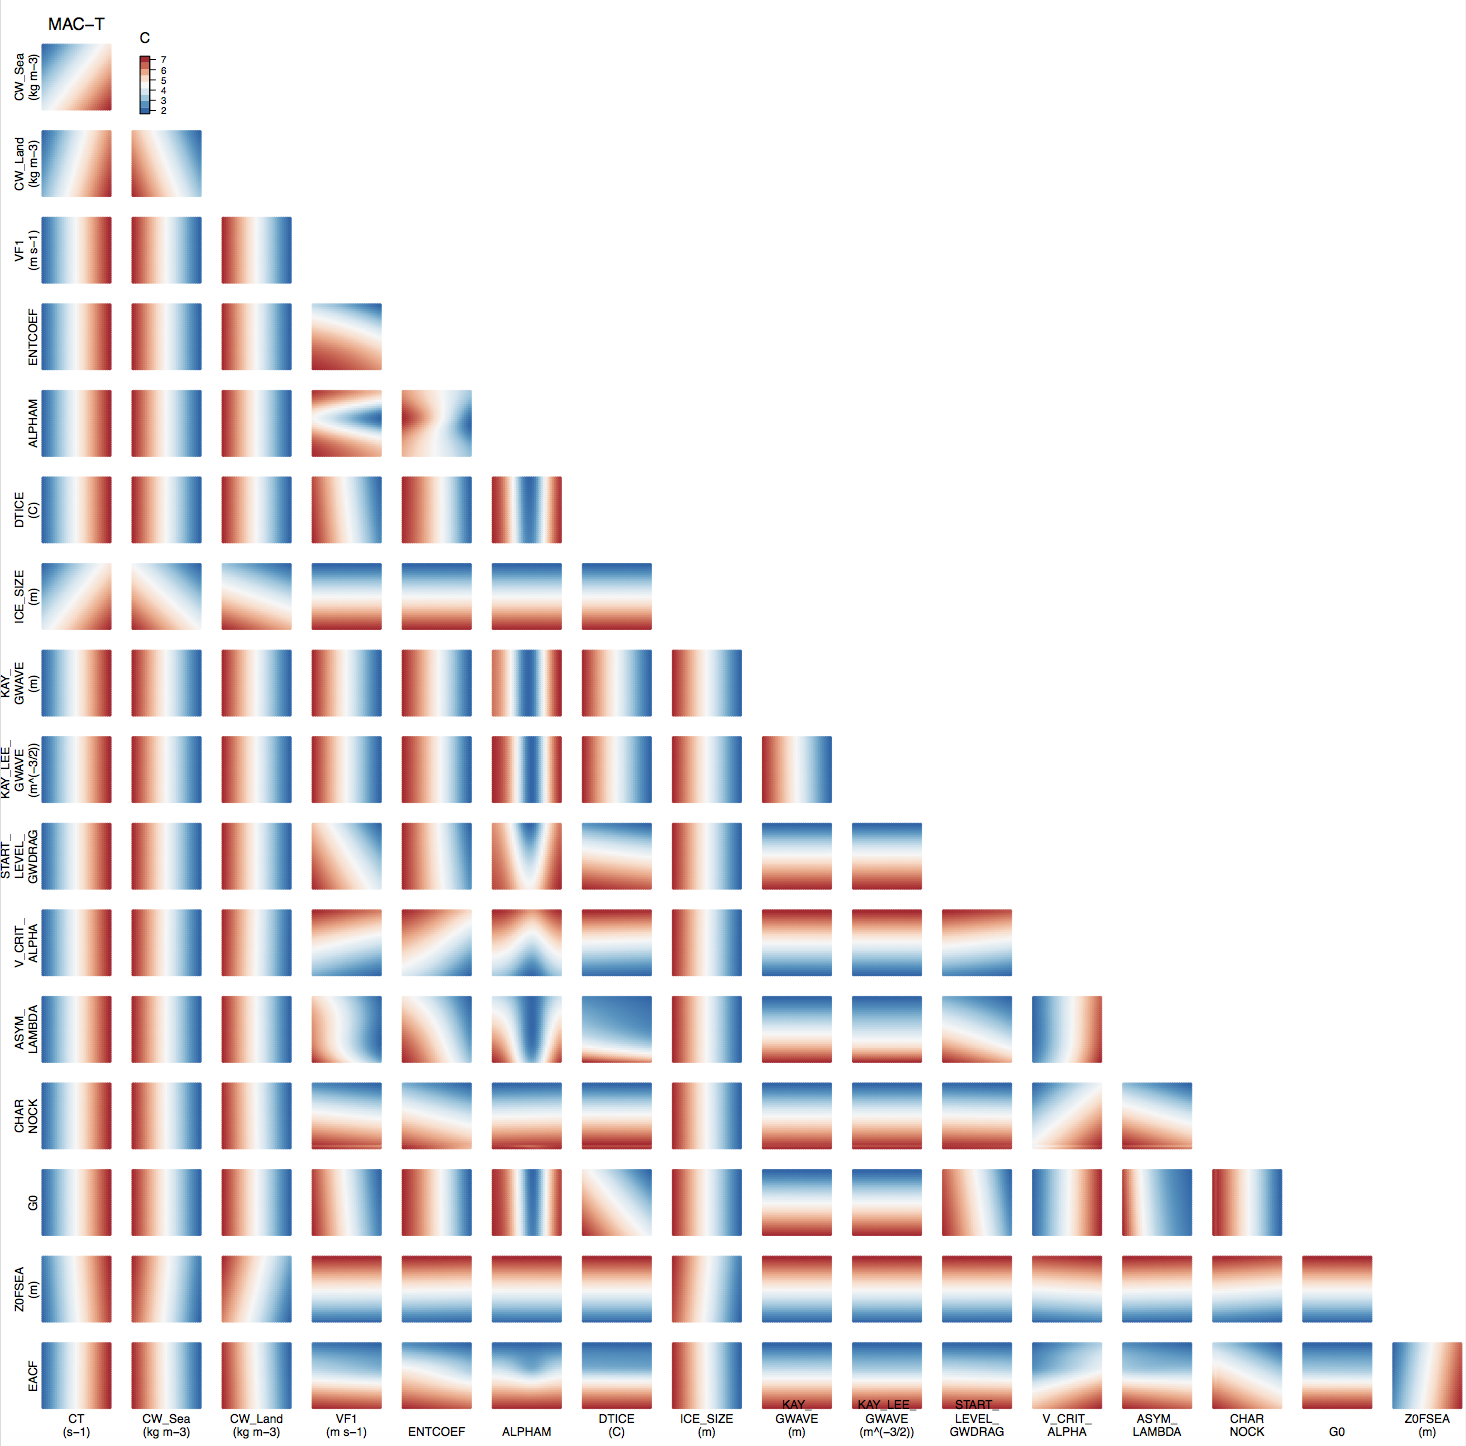 MAC−T
C
7
6
5
4
3
2
CW_Sea
(kg m−3)
CW_Land
(kg m−3)
VF1
(m s−1)
ENTCOEF
ALPHAM
DTICE
(C)
ICE_SIZE
(m)
KAY_
GWAVE
(m)
KAY_LEE_
GWAVE
(m^(−3/2))
START_
LEVEL_
GWDRAG
V_CRIT_
ALPHA
ASYM_
LAMBDA
CHAR
NOCK
G0
Z0FSEA
(m)
EACF
CT
(s−1)
CW_Sea
(kg m−3)
CW_Land
(kg m−3)
VF1
(m s−1)
ENTCOEF
ALPHAM
DTICE
(C)
ICE_SIZE
(m)
KAY_
GWAVE
(m)
KAY_LEE_
GWAVE
(m^(−3/2))
START_
LEVEL_
GWDRAG
V_CRIT_
ALPHA
ASYM_
LAMBDA
CHAR
NOCK
G0
Z0FSEA
(m)